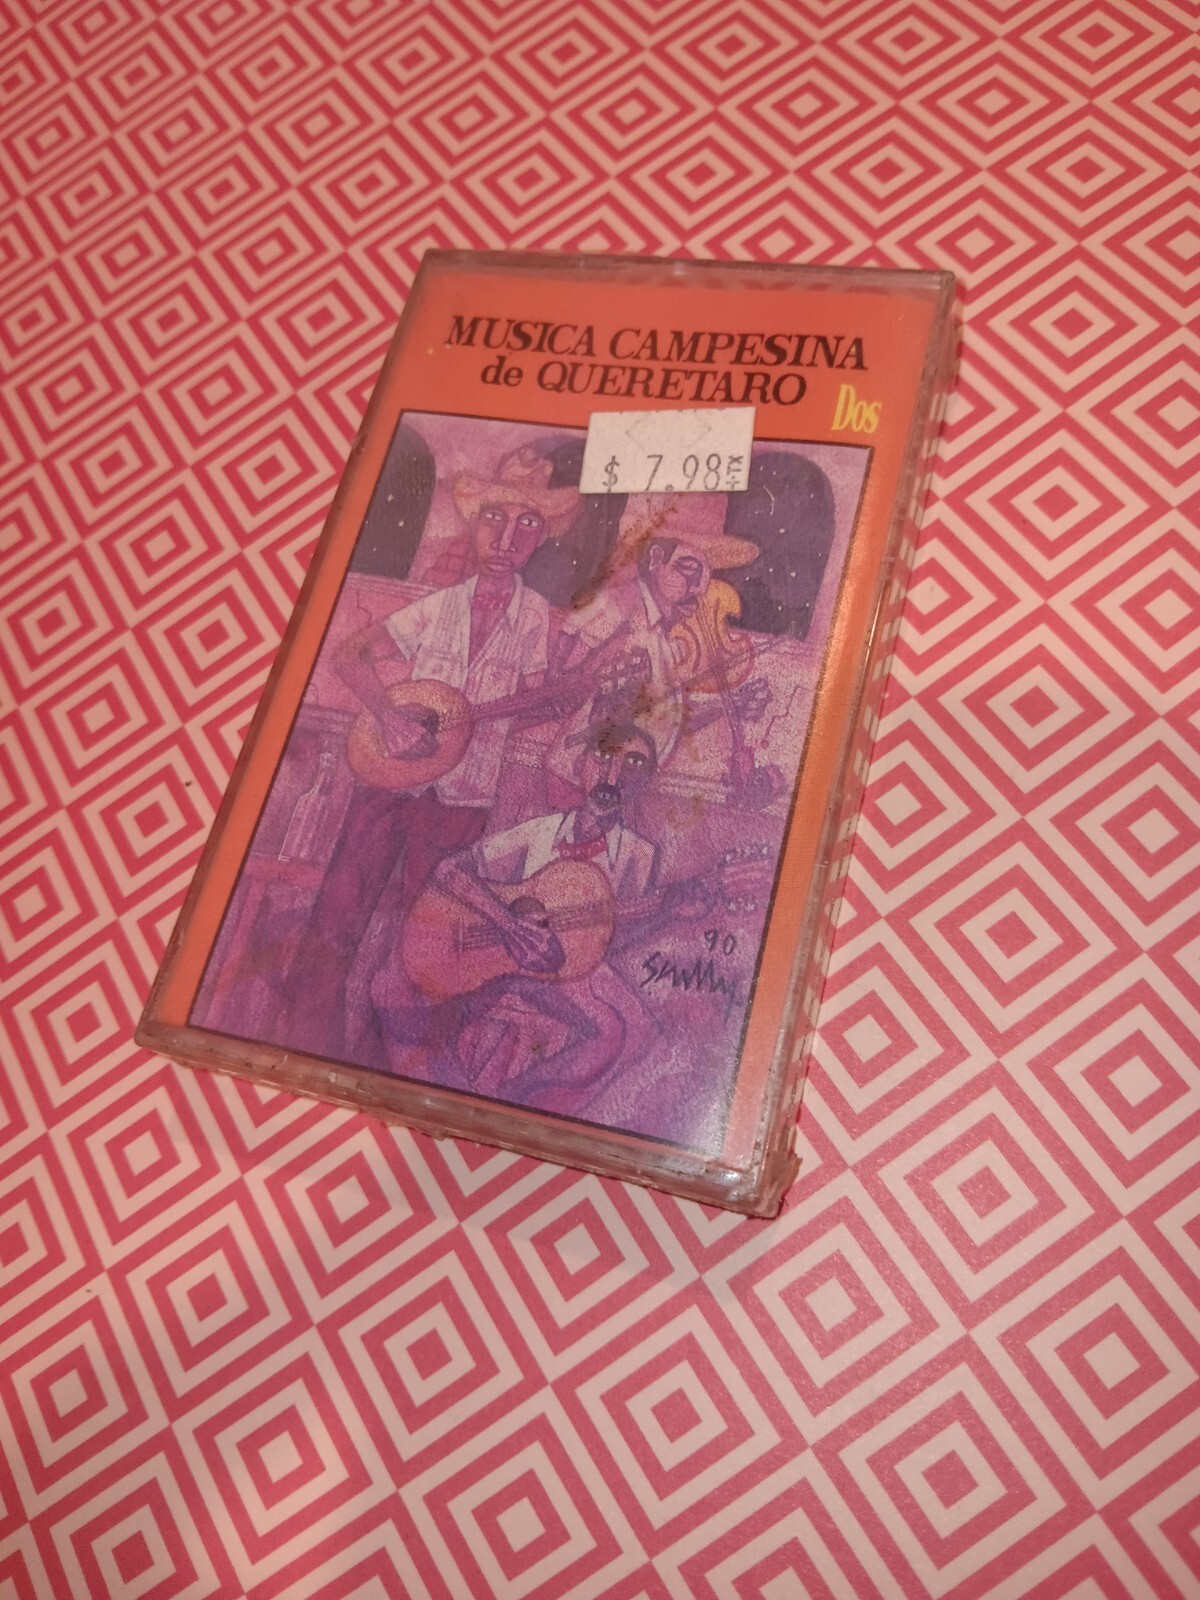 MUSICA CAMPESINA
de QUERETARO
Dos
$ 7.98 +TX
90